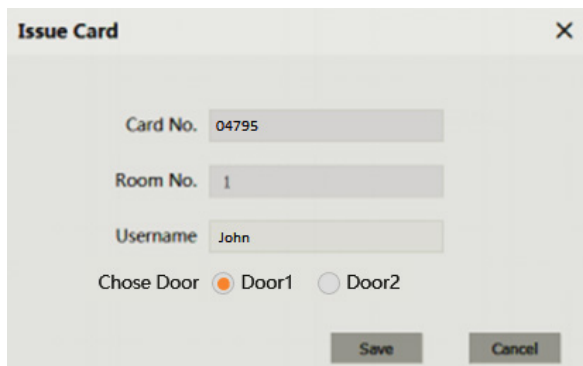 Issue Card
Card No. 04795
Room No. 1
Username John
Chose Door Door1 Door2
Save Cancel